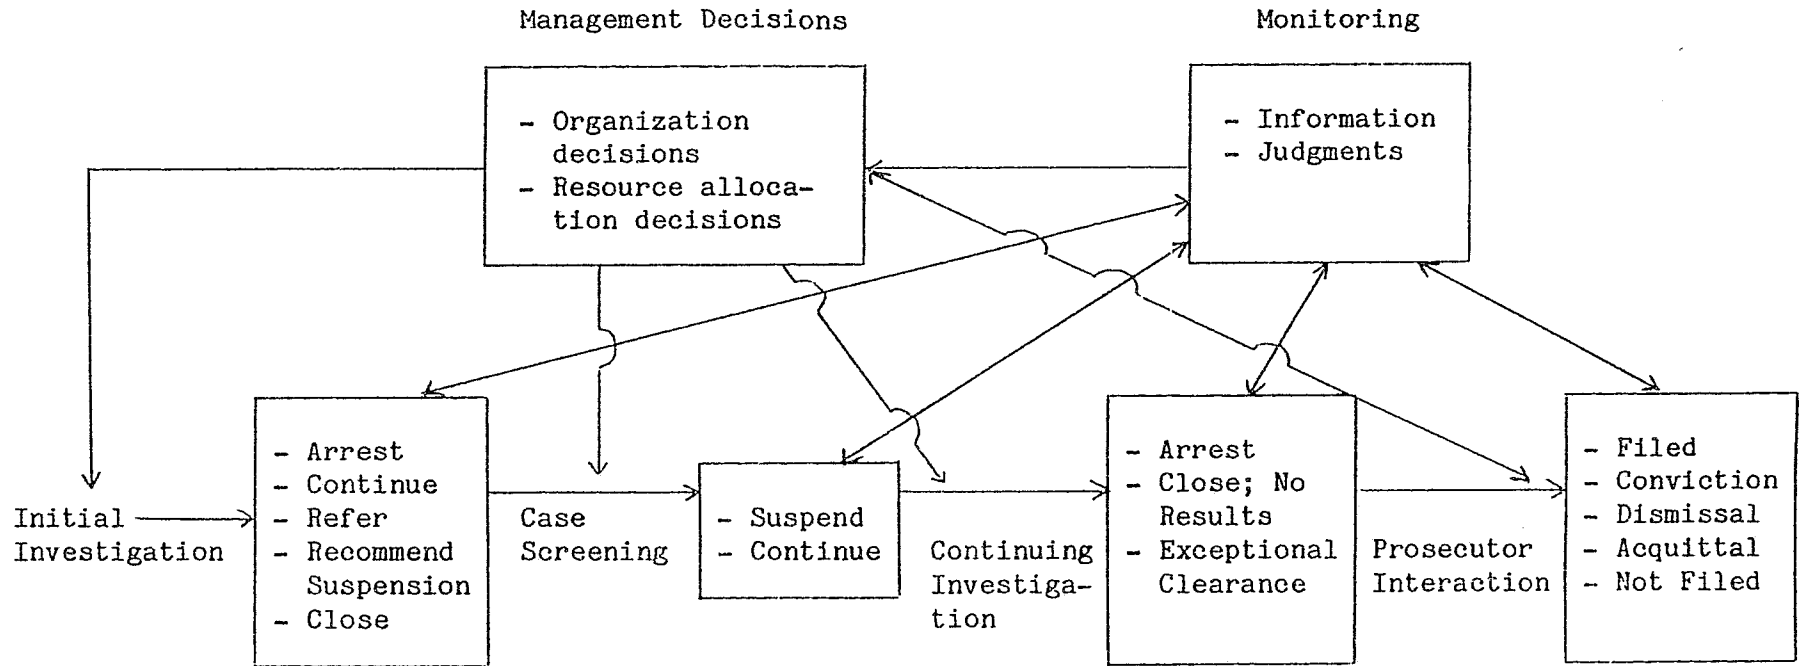 Management Decisions
Monitoring
- Organization
decisions
- Resource alloca-
tion decisions
- Information
- Judgments
Initial
Investigation
- Arrest
- Continue
- Refer
- Recommend
Suspension
- Close
Case
Screening
- Suspend
- Continue
Continuing
Investiga-
tion
- Arrest
- Close; No
Results
- Exceptional
Clearance
Prosecutor
Interaction
- Filed
- Conviction
- Dismissal
- Acquittal
- Not Filed